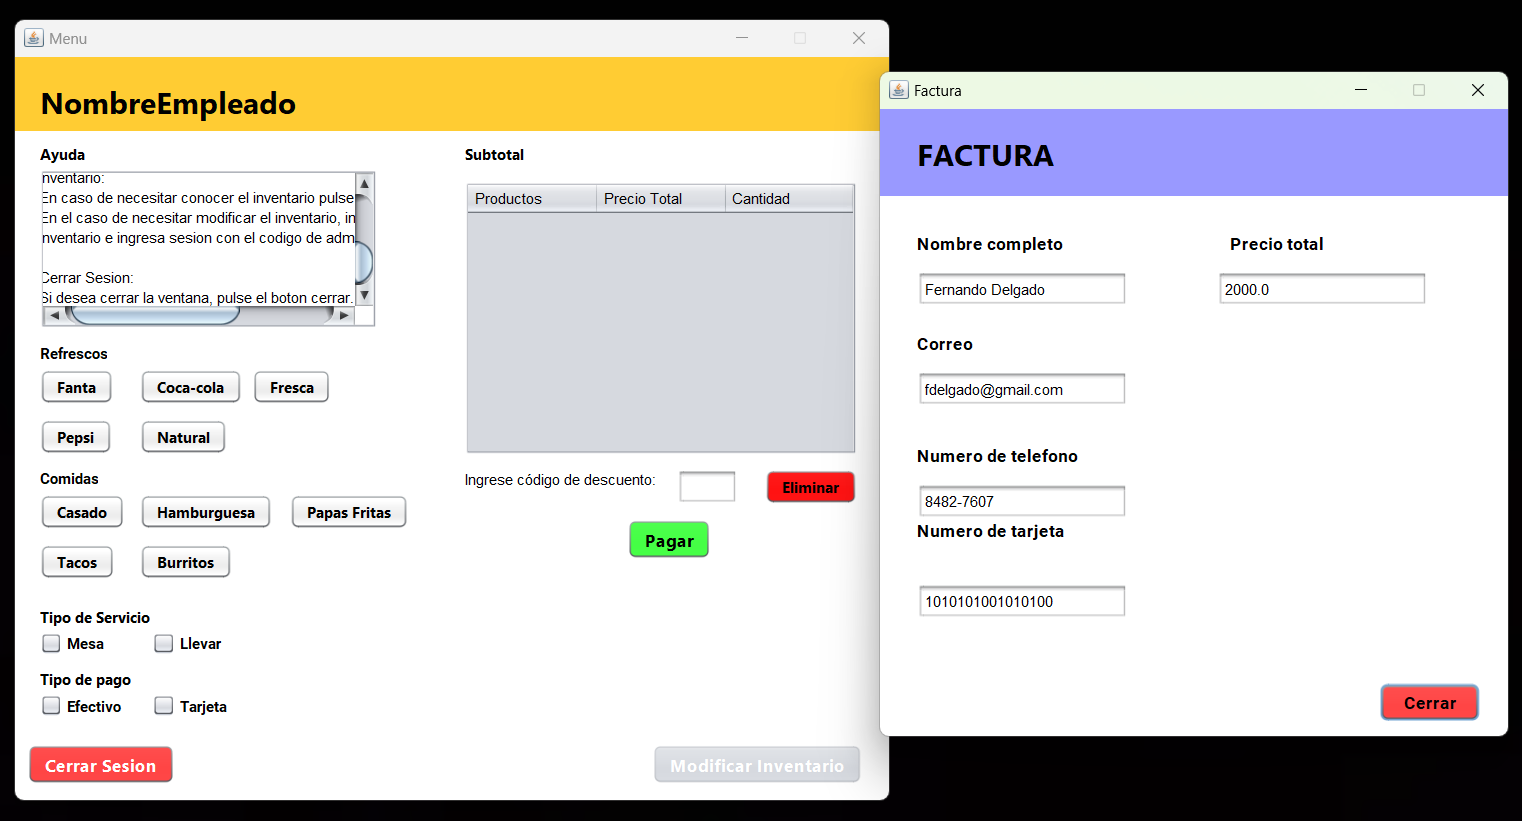 Menu
NombreEmpleado
Ayuda
nventario:
En caso de necesitar conocer el inventario pulse
En el caso de necesitar modificar el inventario, in
nventario e ingresa sesion con el codigo de adm
Cerrar Sesion:
Si desea cerrar la ventana, pulse el boton cerrar.
Refrescos
Fanta Coca-cola Fresca
Pepsi Natural
Comidas
Casado Hamburguesa Papas Fritas
Tacos Burritos
Tipo de Servicio
Mesa Llevar
Tipo de pago
Efectivo Tarjeta
Cerrar Sesion
Subtotal
Productos Precio Total Cantidad
Ingrese código de descuento:
Eliminar
Pagar
Modificar Inventario
Factura
FACTURA
Nombre completo Precio total
Fernando Delgado 2000.0
Correo
fdelgado@gmail.com
Numero de telefono
8482-7607
Numero de tarjeta
1010101001010100
Cerrar